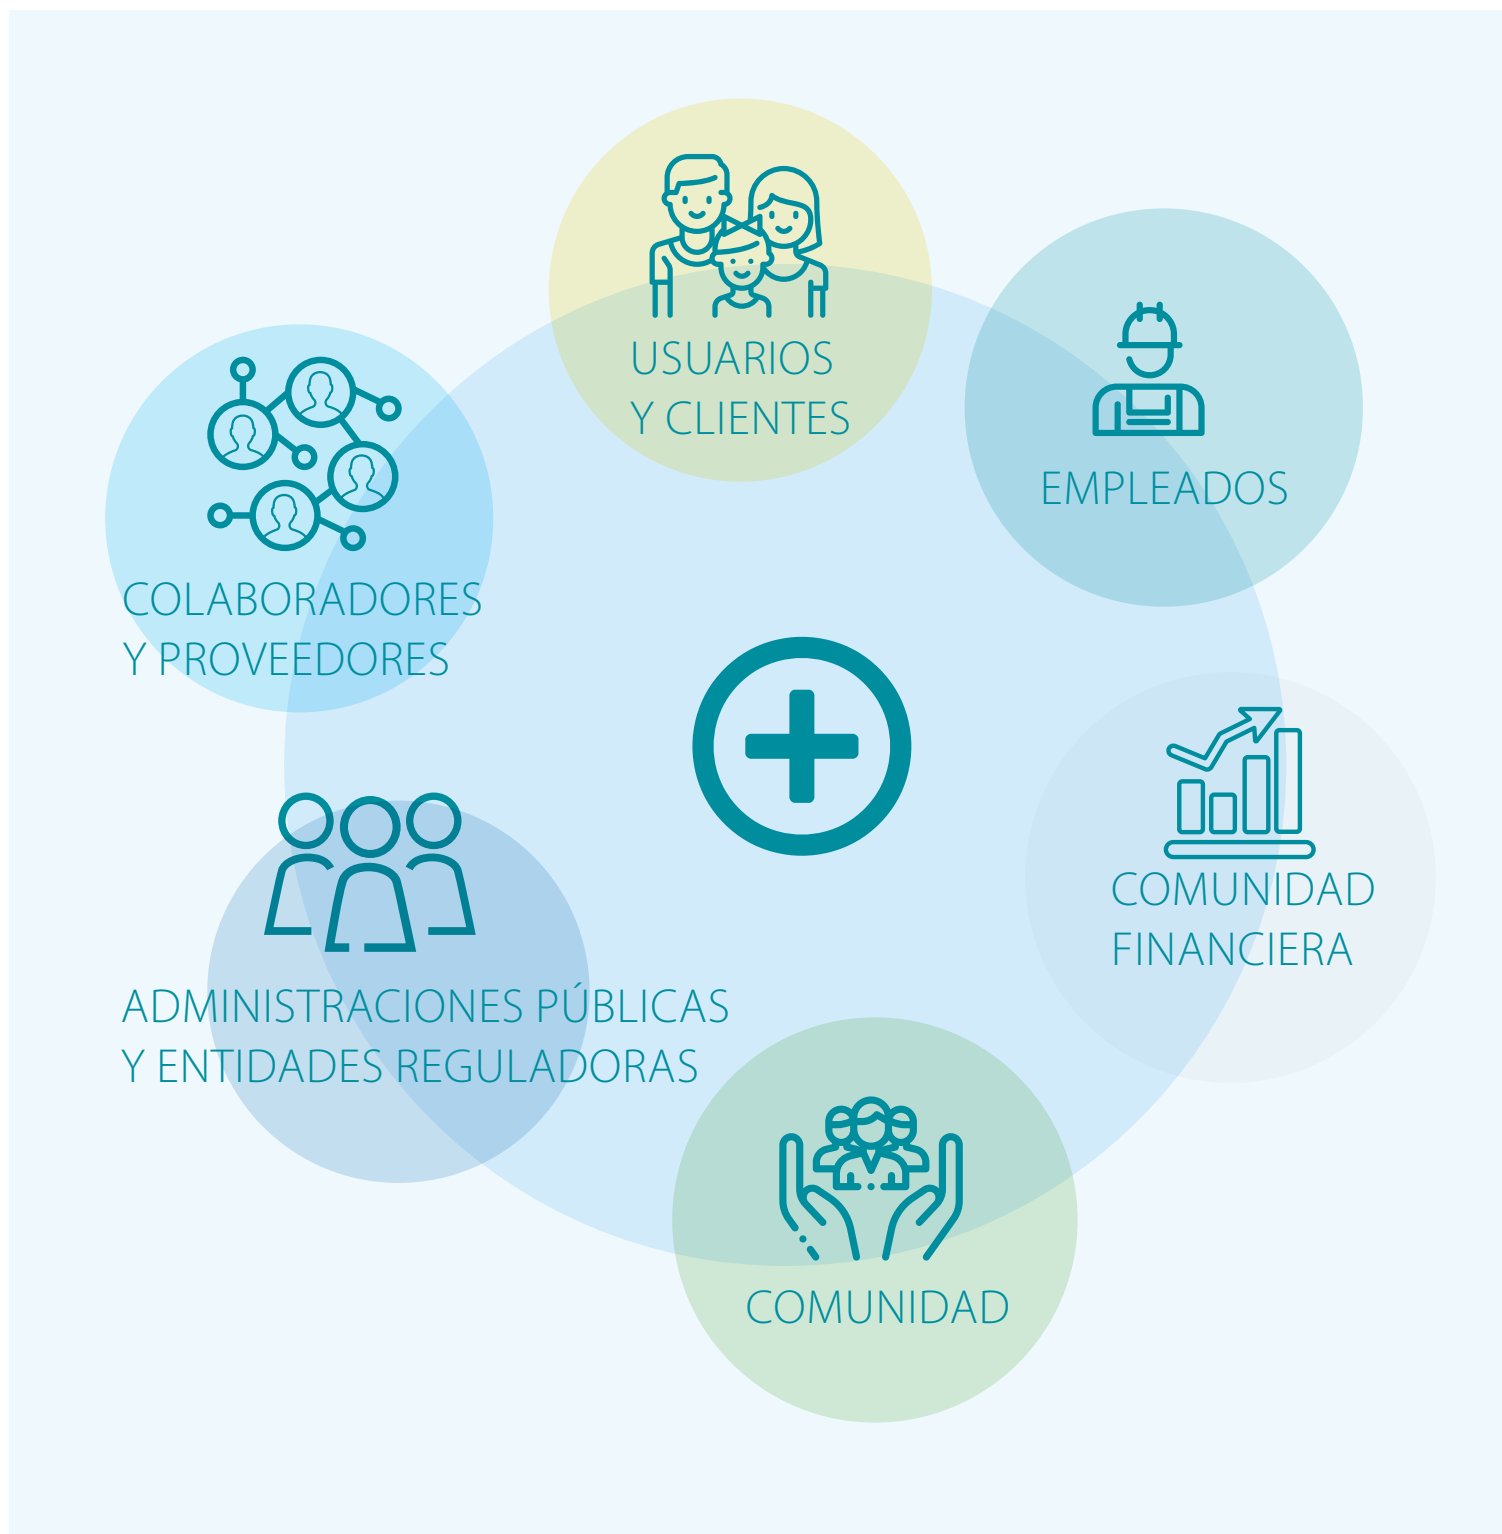 USUARIOS
Y CLIENTES
EMPLEADOS
COLABORADORES
Y PROVEEDORES
COMUNIDAD
FINANCIERA
ADMINISTRACIONES PÚBLICAS
Y ENTIDADES REGULADORAS
COMUNIDAD